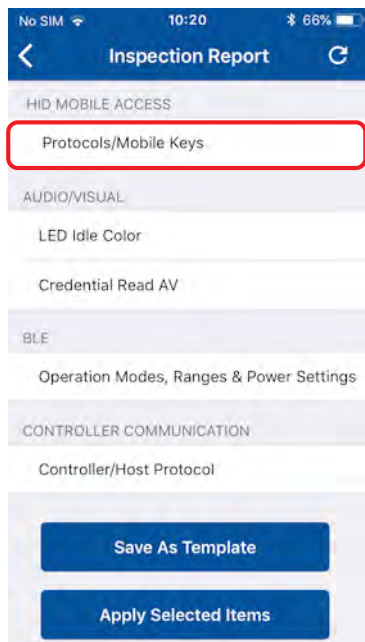 No SIM 10:20 66%
Inspection Report
HID MOBILE ACCESS
Protocols/Mobile Keys
AUDIO/VISUAL
LED Idle Color
Credential Read AV
BLE
Operation Modes, Ranges & Power Settings
CONTROLLER COMMUNICATION
Controller/Host Protocol
Save As Template
Apply Selected Items